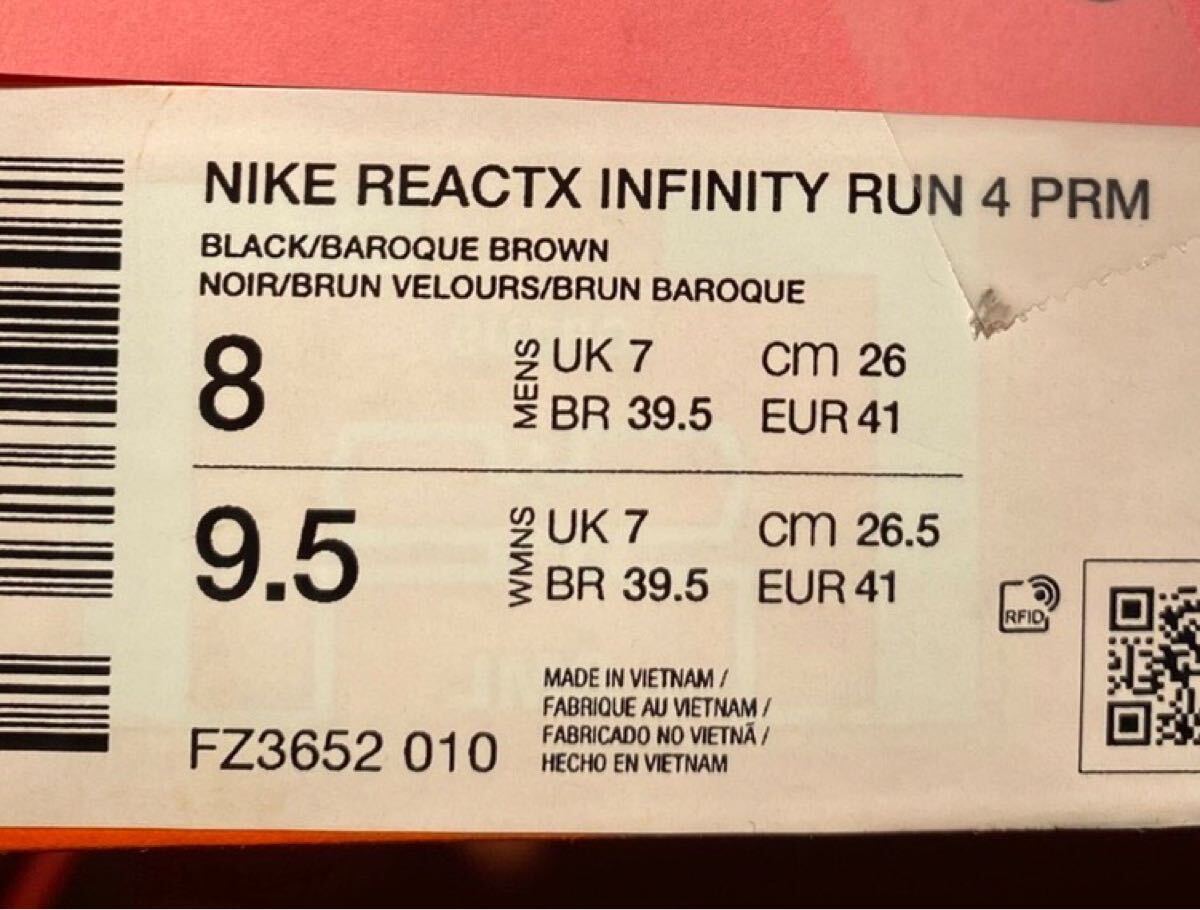 NIKE REACTX INFINITY RUN 4 PRM
BLACK/BAROQUE BROWN
NOIR/BRUN VELOURS/BRUN BAROQUE
8
MENS
UK 7 cm 26
BR 39.5 EUR 41
9.5
WMNS
UK 7 cm 26.5
BR 39.5 EUR 41
RFID
MADE IN VIETNAM /
FABRIQUE AU VIETNAM /
FABRICADO NO VIETNÃ /
HECHO EN VIETNAM
FZ3652 010